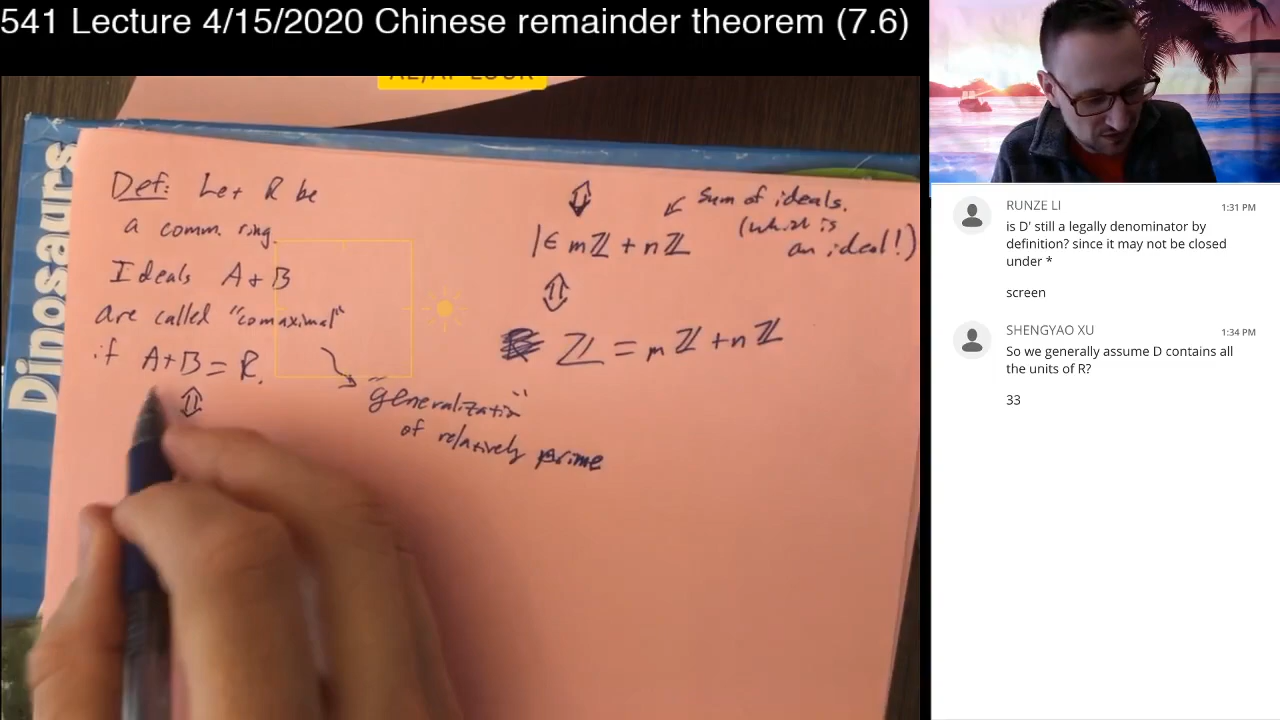 541 Lecture 4/15/2020 Chinese remainder theorem (7.6)
AE/AF LOCK
Dinosaurs
Def: Let R be
a comm. ring.
Ideals A + B
are called "comaximal"
if A+B = R.
⇕
"generalization"
of relatively prime
⇕
sum of ideals.
(which is
an ideal!)
1 ∈ mℤ + nℤ
⇕
ℤ = mℤ + nℤ
RUNZE LI 1:31 PM
is D' still a legally denominator by
definition? since it may not be closed
under *
screen
SHENGYAO XU 1:34 PM
So we generally assume D contains all
the units of R?
33